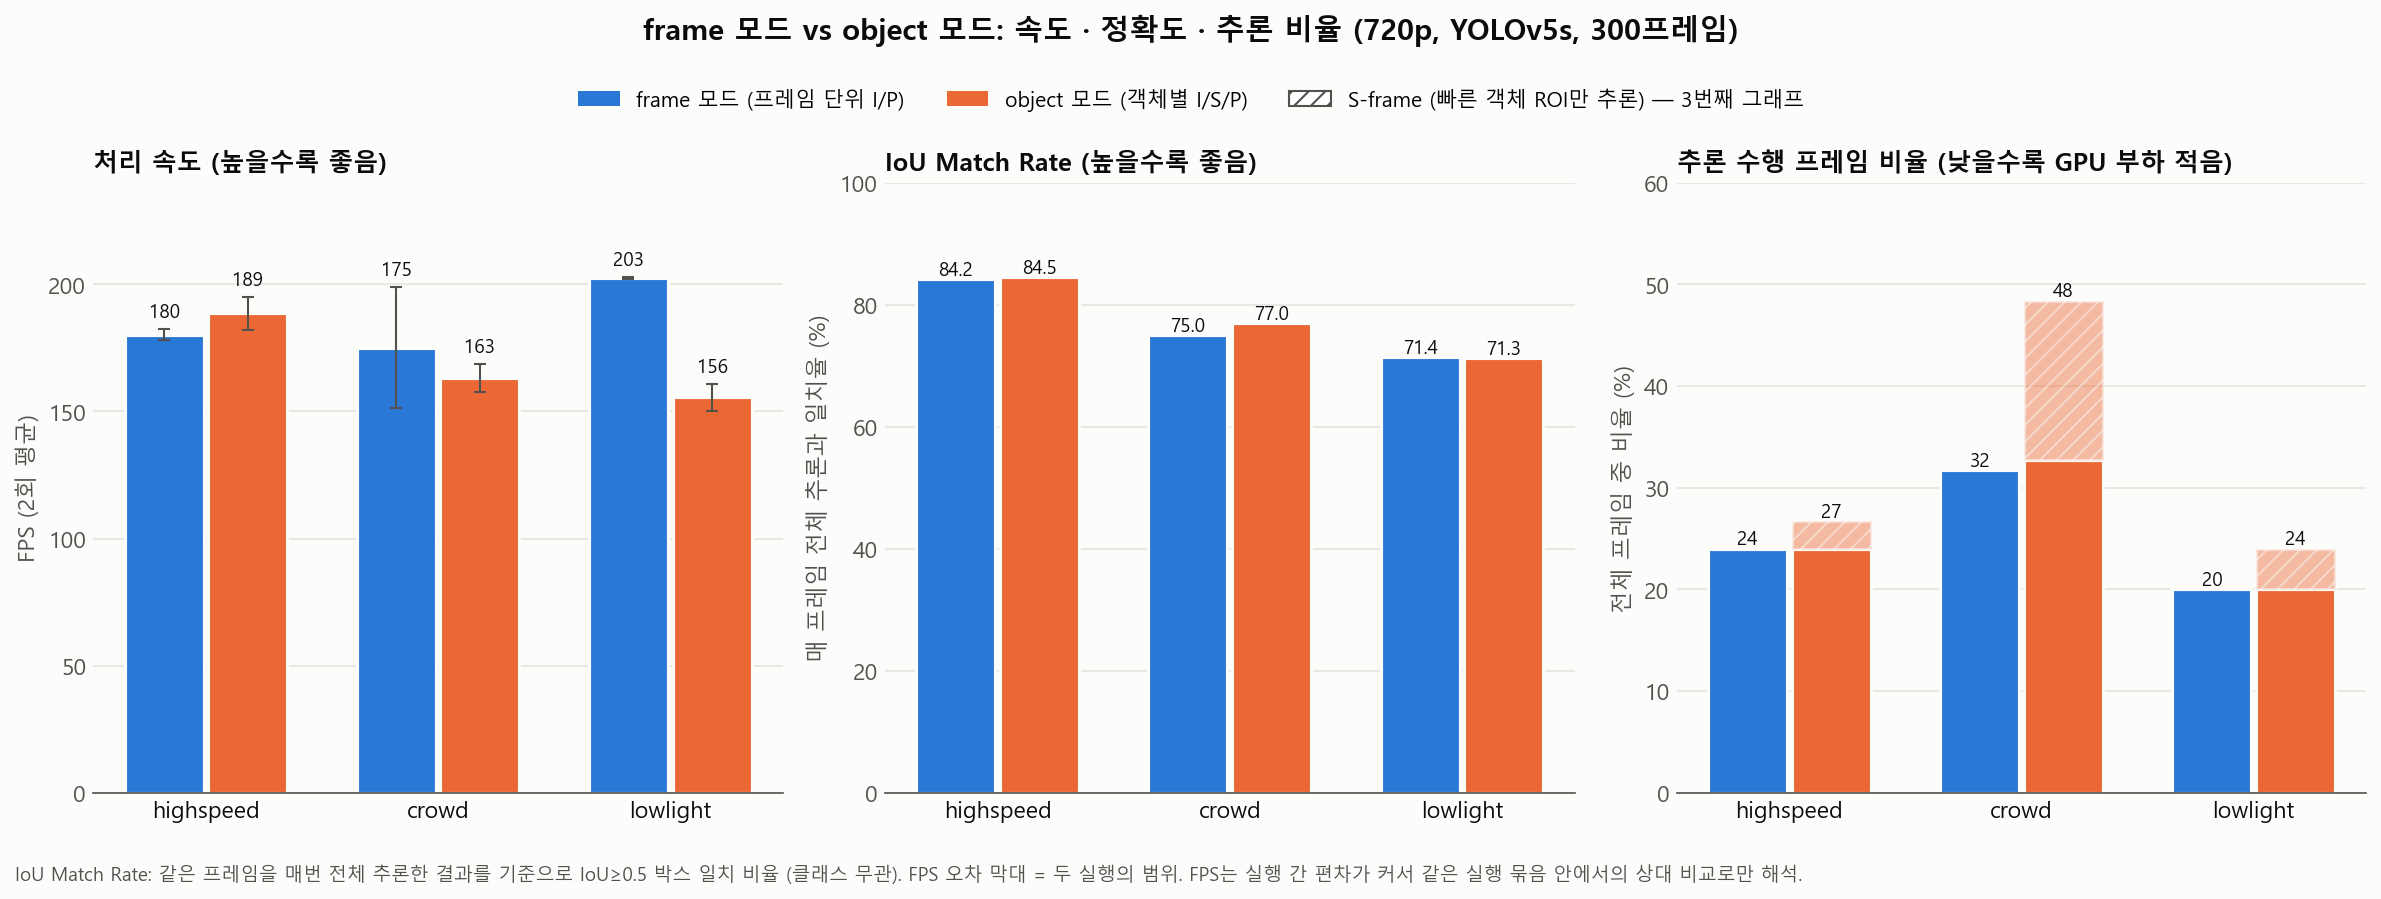 frame 모드 vs object 모드: 속도 · 정확도 · 추론 비율 (720p, YOLOv5s, 300프레임)
frame 모드 (프레임 단위 I/P)
object 모드 (객체별 I/S/P)
S-frame (빠른 객체 ROI만 추론) — 3번째 그래프
처리 속도 (높을수록 좋음)
FPS (2회 평균)
200
150
100
50
0
180
189
175
163
203
156
highspeed
crowd
lowlight
IoU Match Rate (높을수록 좋음)
매 프레임 전체 추론과 일치율 (%)
100
80
60
40
20
0
84.2
84.5
75.0
77.0
71.4
71.3
highspeed
crowd
lowlight
추론 수행 프레임 비율 (낮을수록 GPU 부하 적음)
전체 프레임 중 비율 (%)
60
50
40
30
20
10
0
24
27
32
48
20
24
highspeed
crowd
lowlight
IoU Match Rate: 같은 프레임을 매번 전체 추론한 결과를 기준으로 IoU≥0.5 박스 일치 비율 (클래스 무관). FPS 오차 막대 = 두 실행의 범위. FPS는 실행 간 편차가 커서 같은 실행 묶음 안에서의 상대 비교로만 해석.